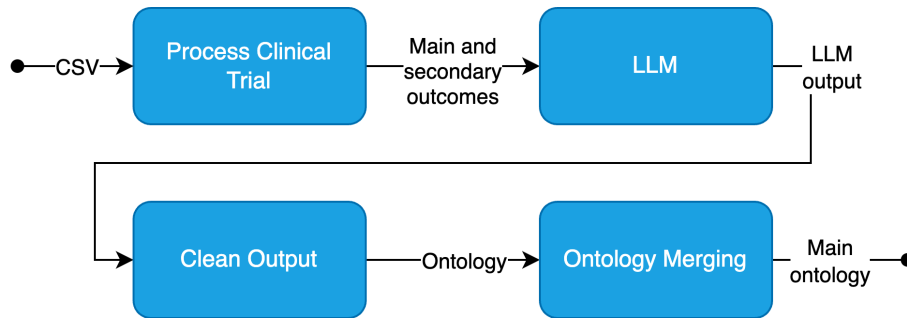 CSV
Process Clinical
Trial
Main and
secondary
outcomes
LLM
LLM
output
Clean Output
Ontology
Ontology Merging
Main
ontology